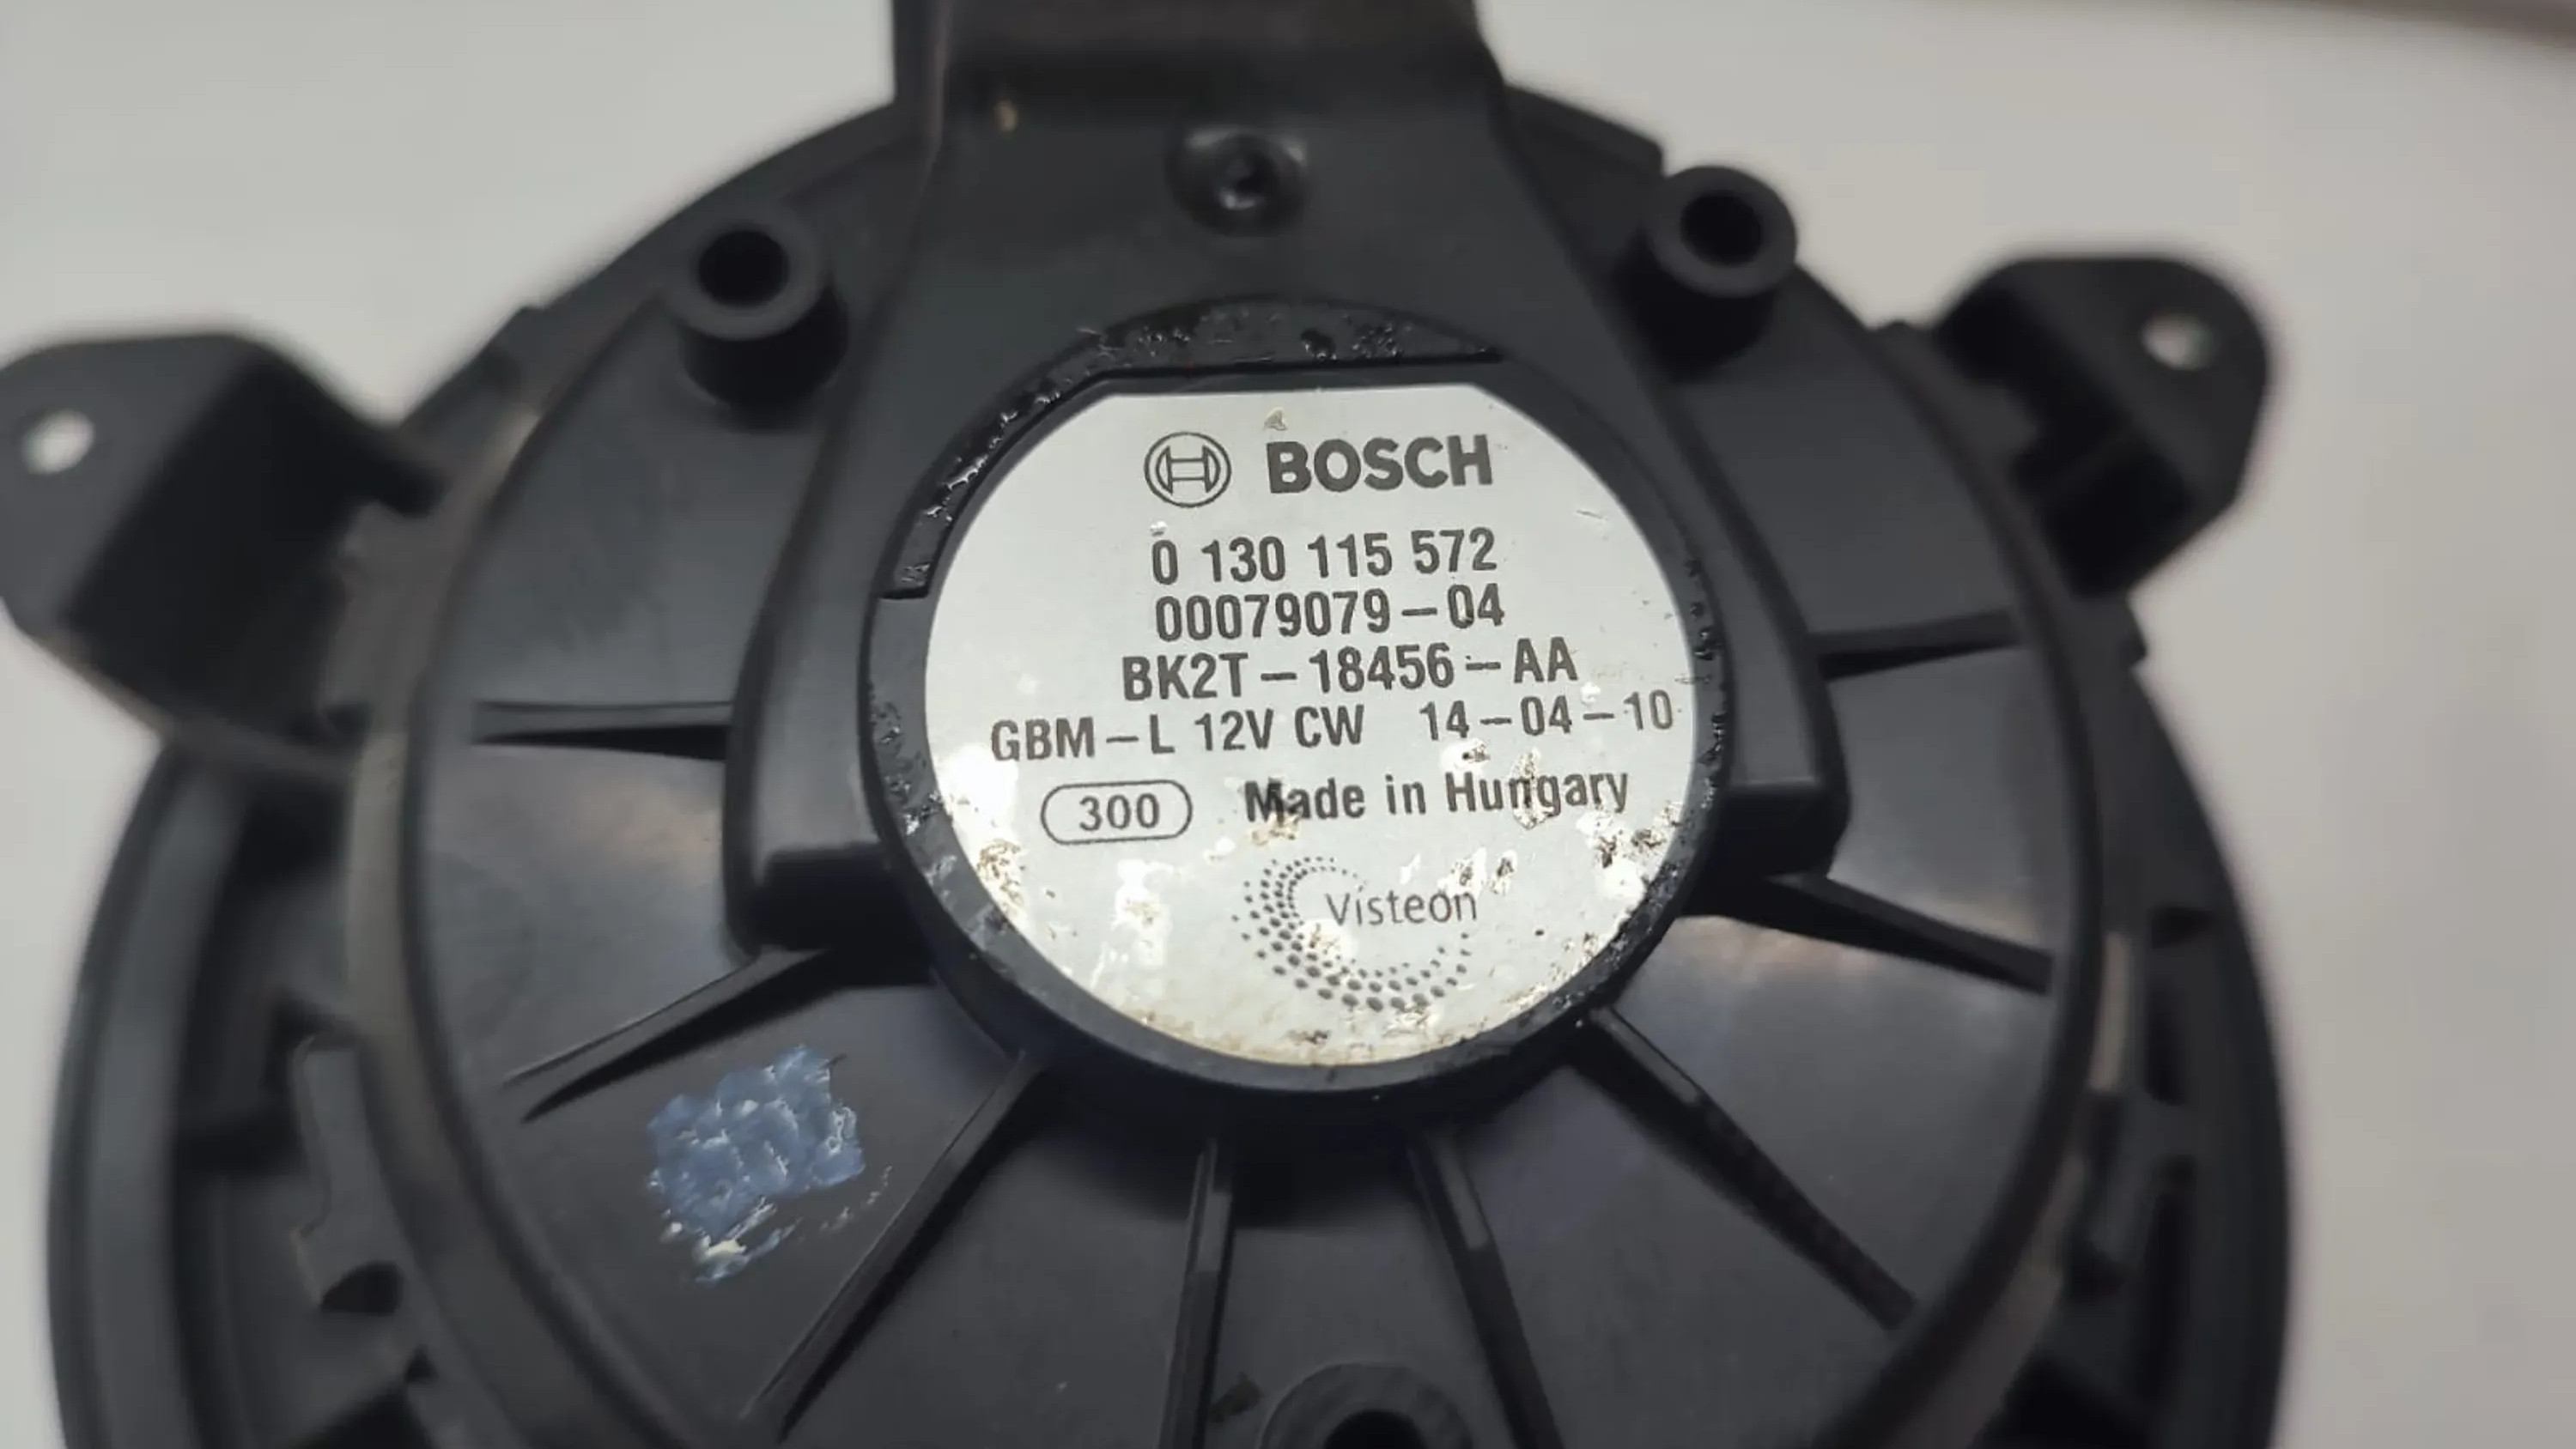 BOSCH
0 130 115 572
00079079-04
BK2T-18456-AA
GBM-L 12V CW 14-04-10
300 Made in Hungary
Visteon